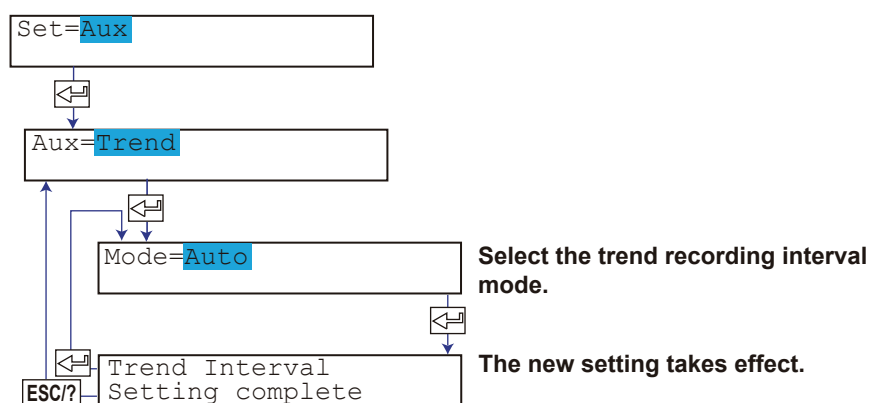 Set=Aux
Aux=Trend
Mode=Auto
Select the trend recording interval
mode.
Trend Interval
Setting complete
The new setting takes effect.
ESC/?